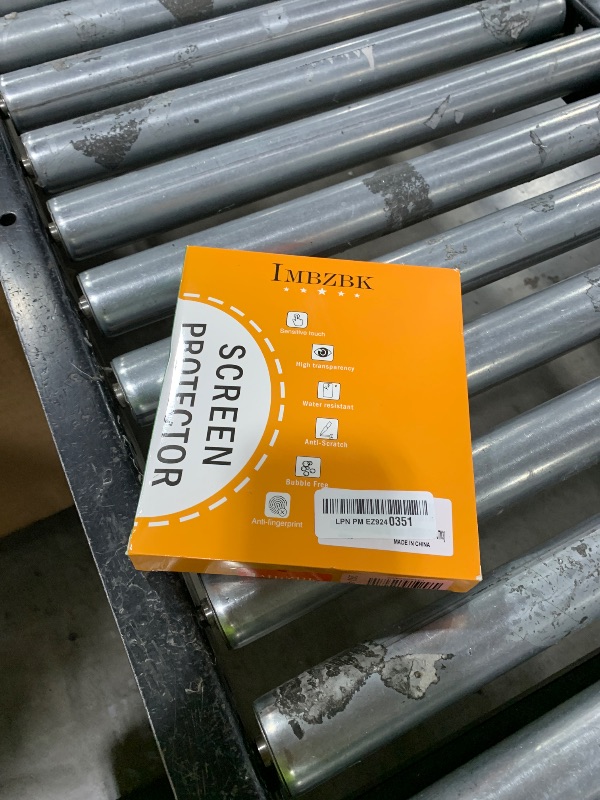 IMBZBK
SCREEN
PROTECTOR
Sensitive touch
High transparency
Water resistant
Anti-Scratch
Bubble Free
Anti-fingerprint
LPN PM EZ924 0351
MADE IN CHINA